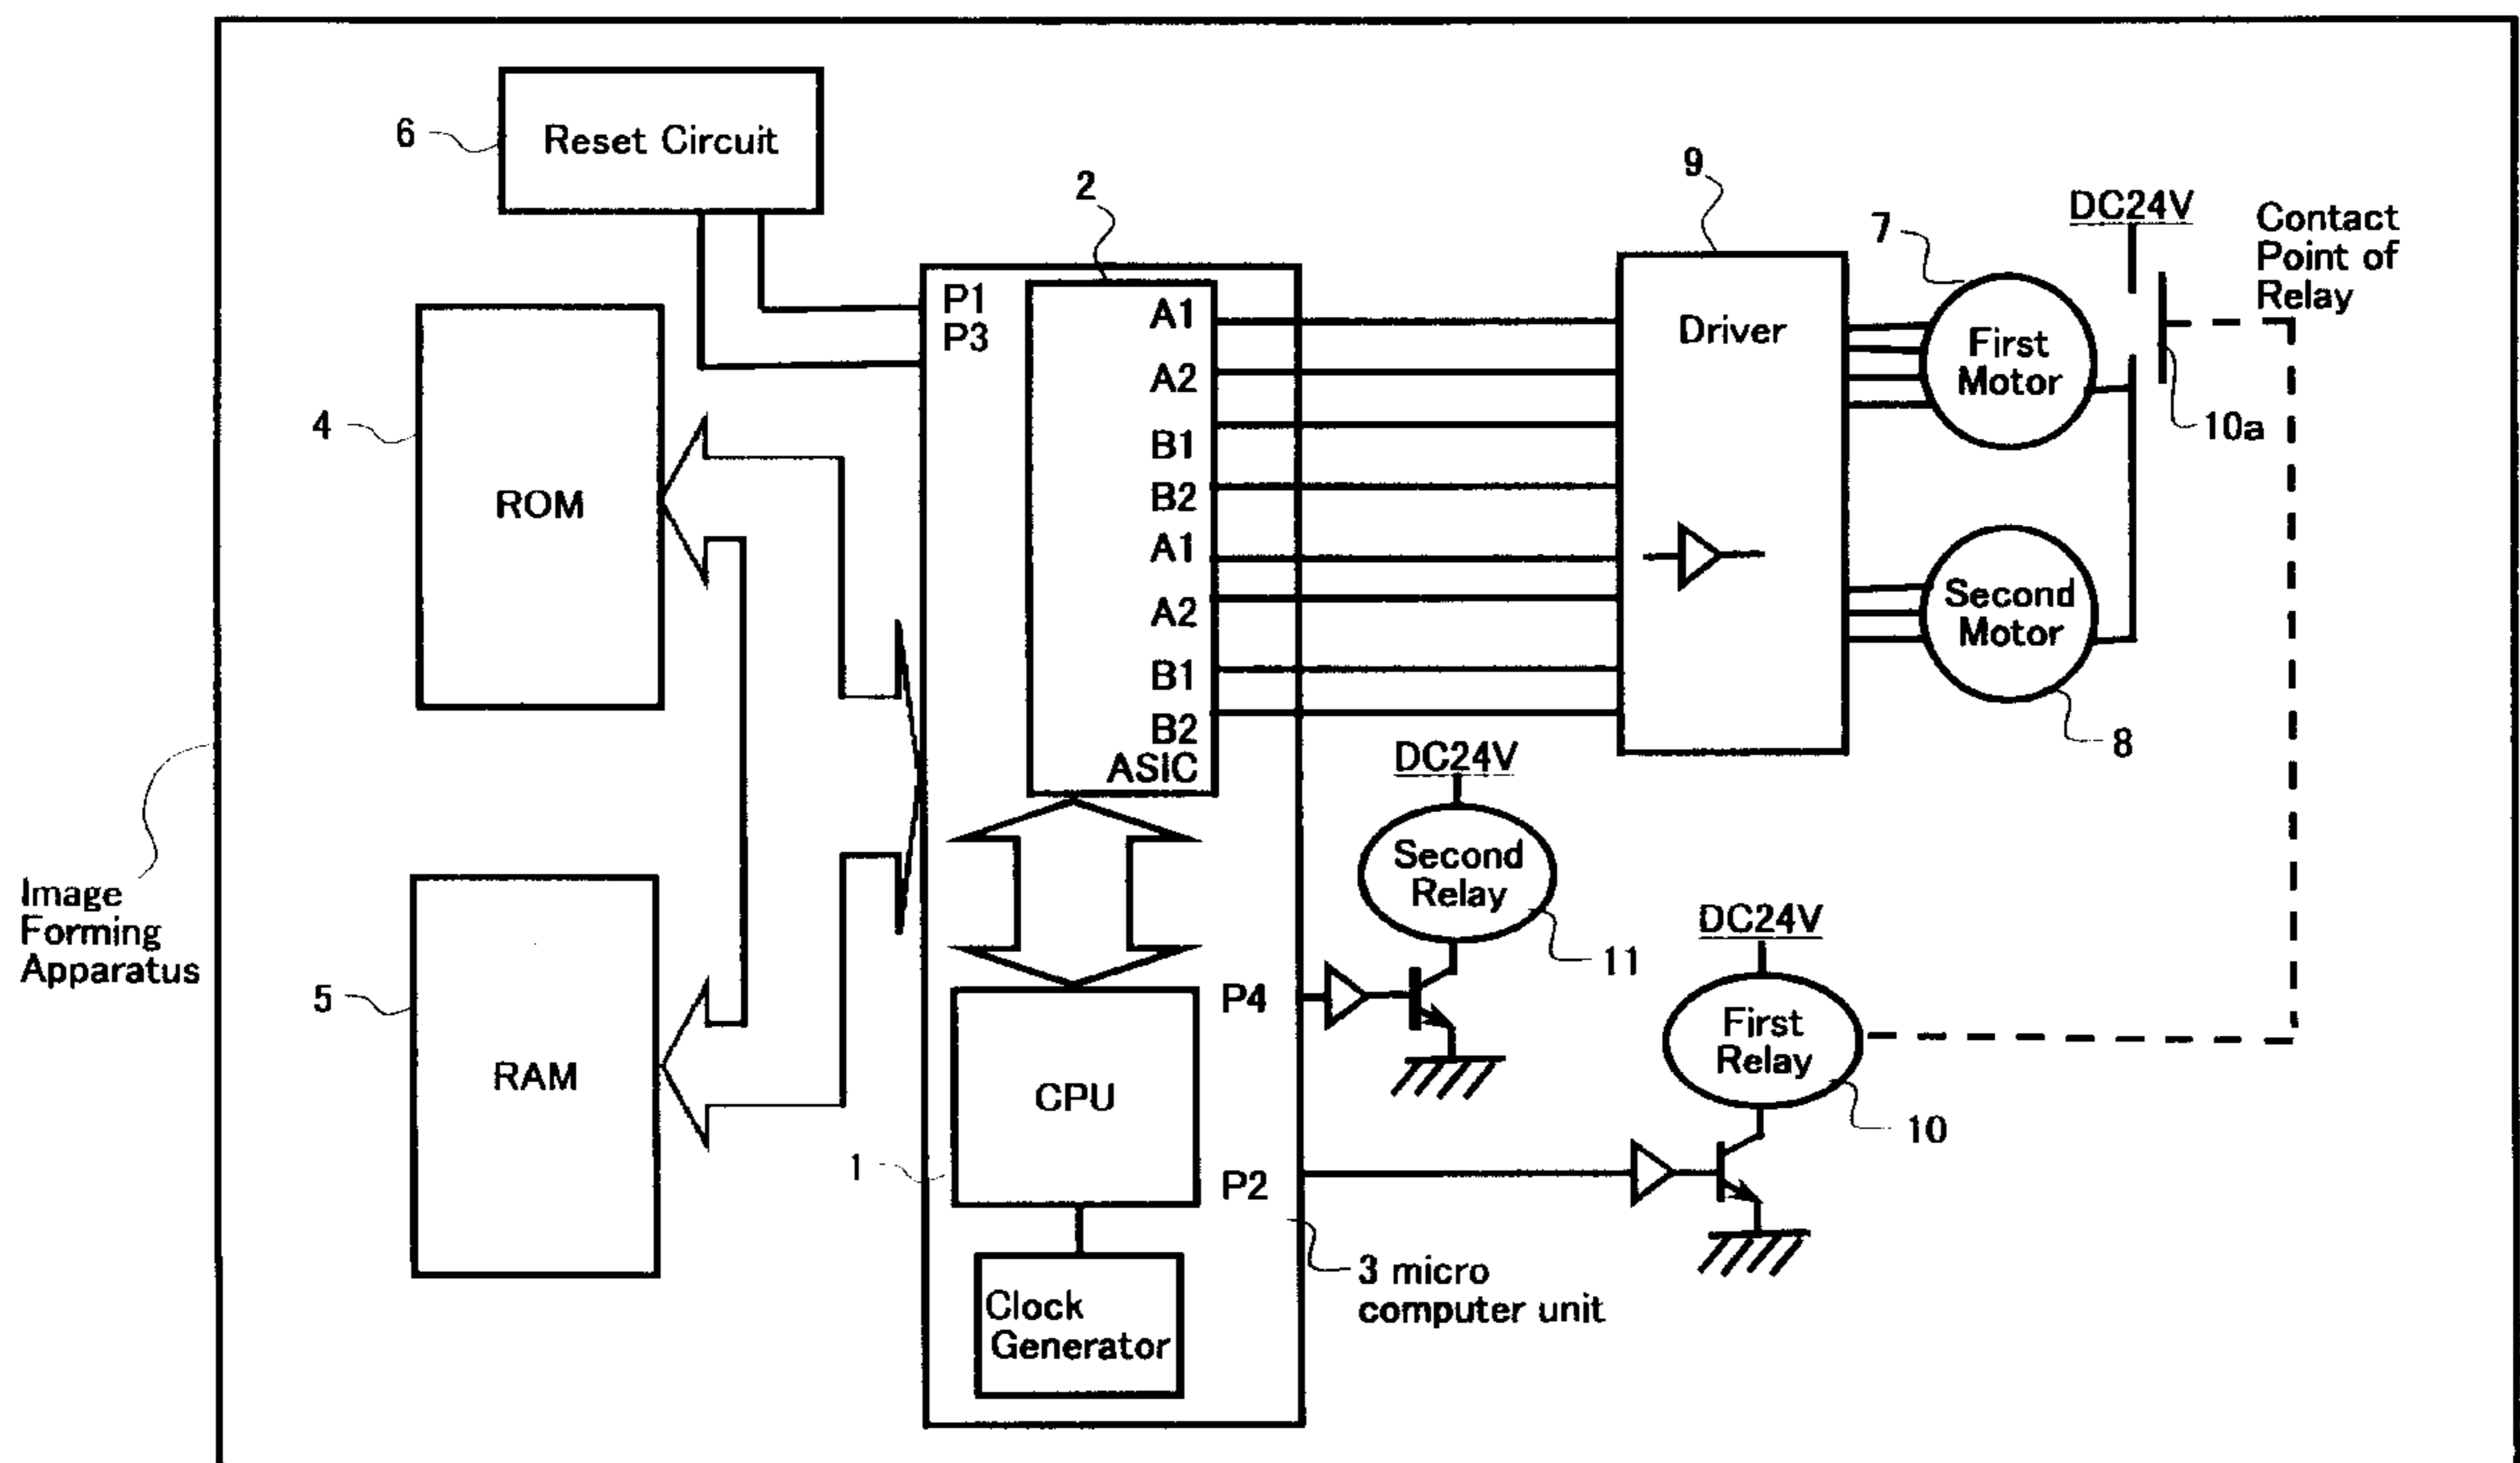 6
Reset Circuit
2
9
7
DC24V
Contact
Point of
Relay
P1
P3
A1
A2
B1
B2
A1
A2
B1
B2
ASIC
Driver
First
Motor
10a
4
ROM
Second
Motor
8
DC24V
Second
Relay
11
DC24V
First
Relay
10
Image
Forming
Apparatus
5
RAM
P4
CPU
1
P2
3 micro
computer unit
Clock
Generator